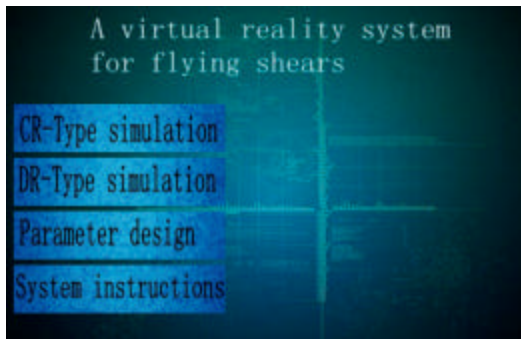 A virtual reality system
for flying shears
CR-Type simulation
DR-Type simulation
Parameter design
System instructions